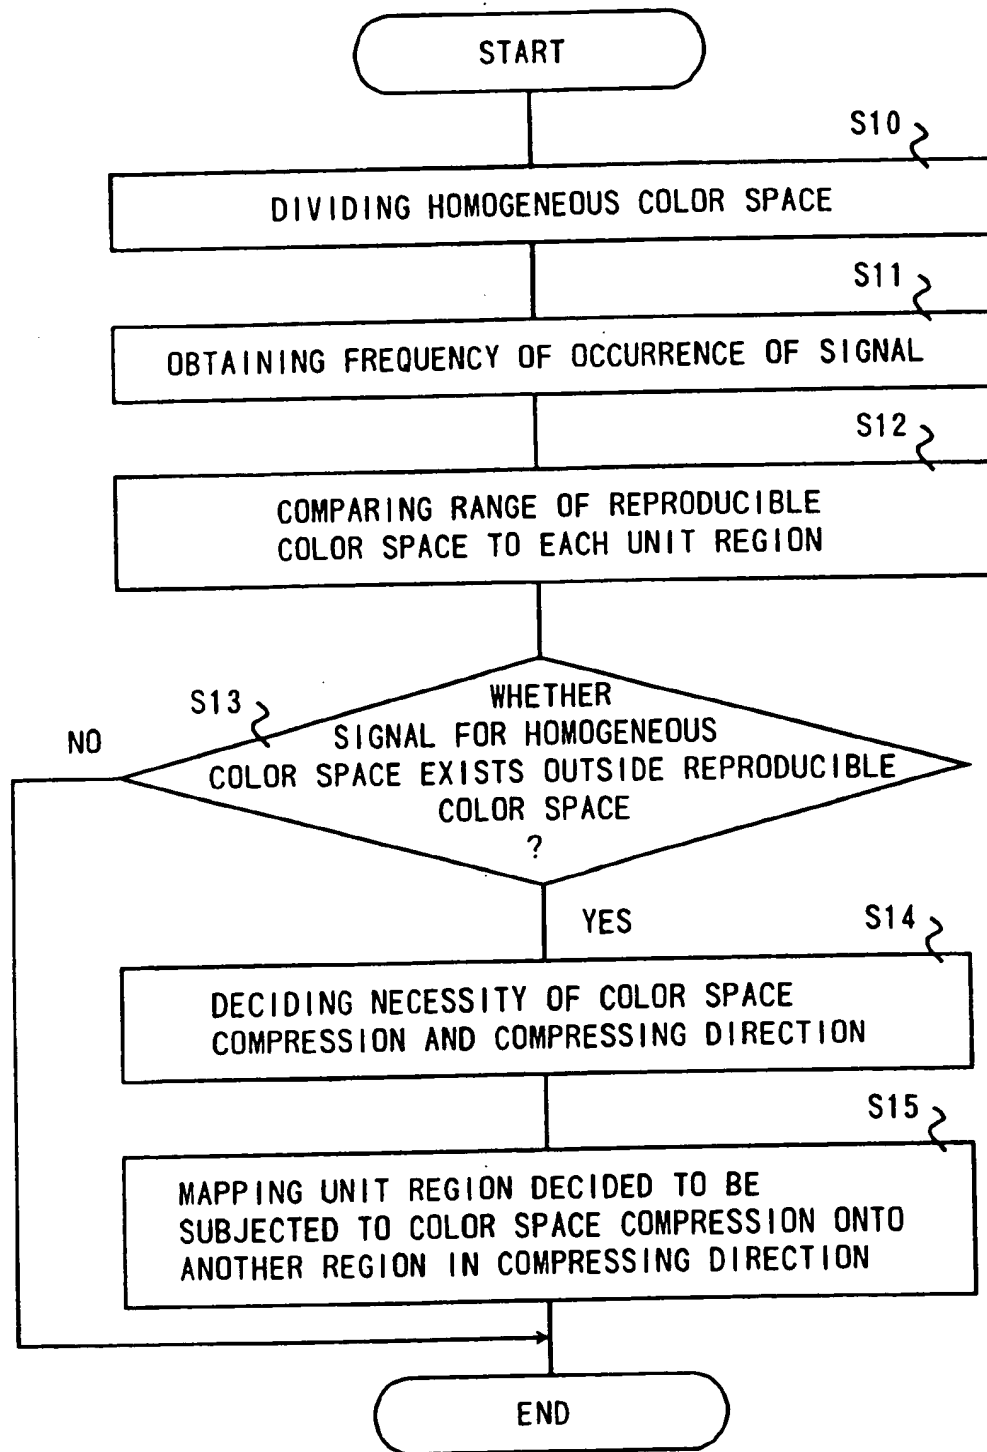 START
S10
DIVIDING HOMOGENEOUS COLOR SPACE
S11
OBTAINING FREQUENCY OF OCCURRENCE OF SIGNAL
S12
COMPARING RANGE OF REPRODUCIBLE
COLOR SPACE TO EACH UNIT REGION
S13
NO
WHETHER
SIGNAL FOR HOMOGENEOUS
COLOR SPACE EXISTS OUTSIDE REPRODUCIBLE
COLOR SPACE
?
YES
S14
DECIDING NECESSITY OF COLOR SPACE
COMPRESSION AND COMPRESSING DIRECTION
S15
MAPPING UNIT REGION DECIDED TO BE
SUBJECTED TO COLOR SPACE COMPRESSION ONTO
ANOTHER REGION IN COMPRESSING DIRECTION
END